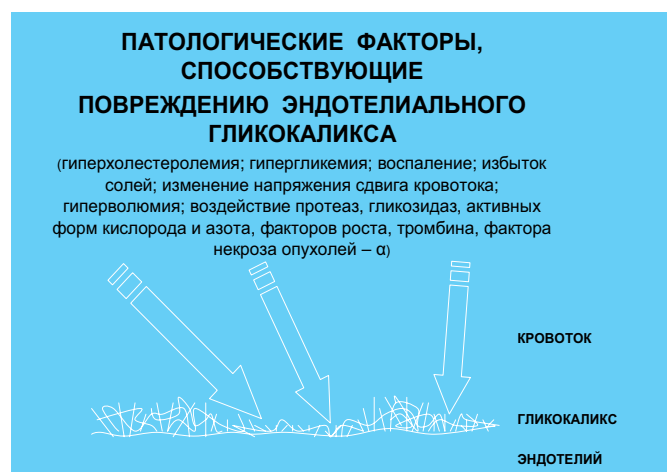 ПАТОЛОГИЧЕСКИЕ ФАКТОРЫ,
СПОСОБСТВУЮЩИЕ
ПОВРЕЖДЕНИЮ ЭНДОТЕЛИАЛЬНОГО
ГЛИКОКАЛИКСА
(гиперхолестеролемия; гипергликемия; воспаление; избыток
солей; изменение напряжения сдвига кровотока;
гиперволюмия; воздействие протеаз, гликозидаз, активных
форм кислорода и азота, факторов роста, тромбина, фактора
некроза опухолей – α)
КРОВОТОК
ГЛИКОКАЛИКС
ЭНДОТЕЛИЙ